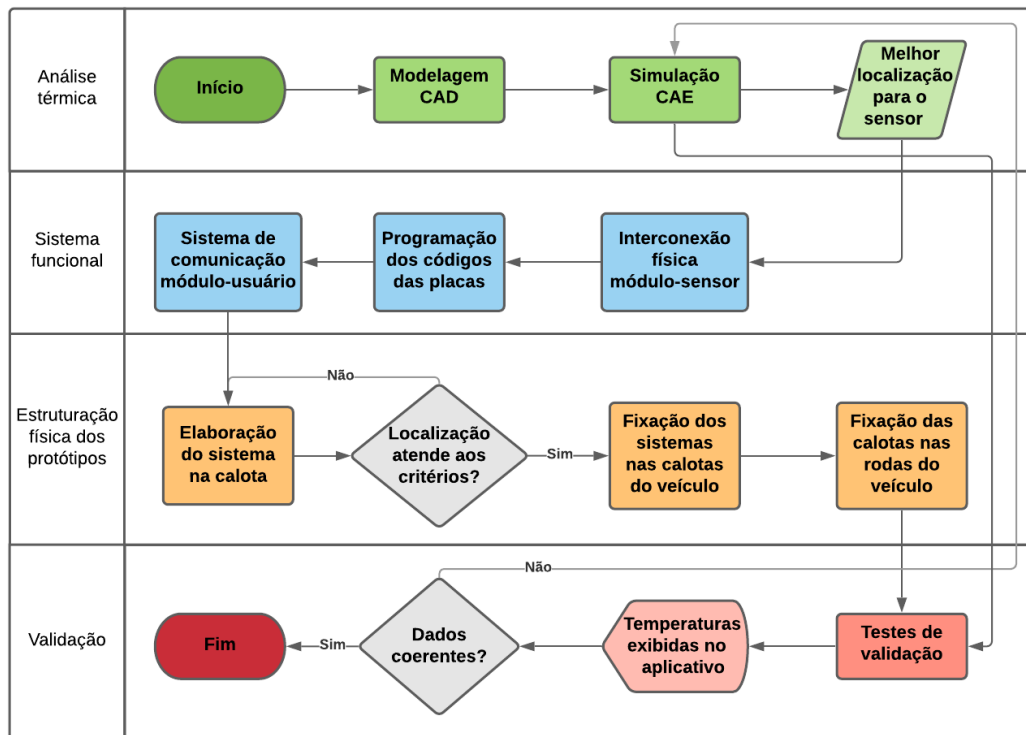 Análise
térmica
Início
Modelagem
CAD
Simulação
CAE
Melhor
localização
para o
sensor
Sistema
funcional
Sistema de
comunicação
módulo-usuário
Programação
dos códigos
das placas
Interconexão
física
módulo-sensor
Estruturação
física dos
protótipos
Não
Elaboração
do sistema
na calota
Localização
atende aos
critérios?
Sim
Fixação dos
sistemas
nas calotas
do veículo
Fixação das
calotas nas
rodas do
veículo
Validação
Não
Fim
Sim
Dados
coerentes?
Temperaturas
exibidas no
aplicativo
Testes de
validação